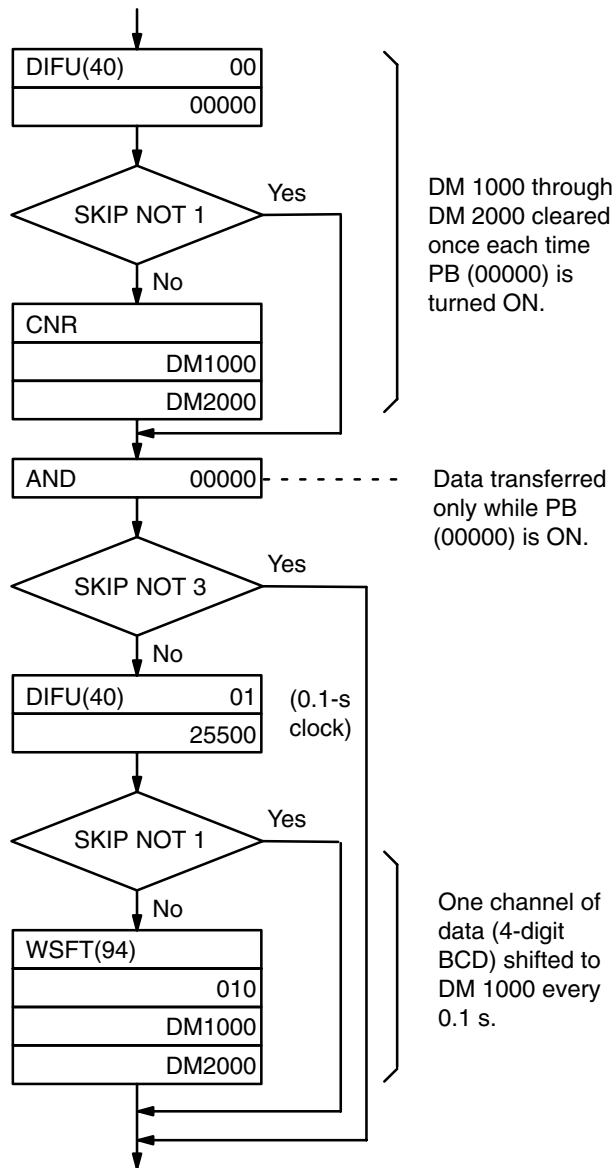 DIFU(40) 00
00000
SKIP NOT 1
Yes
No
CNR
DM1000
DM2000
DM 1000 through
DM 2000 cleared
once each time
PB (00000) is
turned ON.
AND 00000
Data transferred
only while PB
(00000) is ON.
SKIP NOT 3
Yes
No
DIFU(40) 01
25500
(0.1-s
clock)
SKIP NOT 1
Yes
No
WSFT(94)
010
DM1000
DM2000
One channel of
data (4-digit
BCD) shifted to
DM 1000 every
0.1 s.